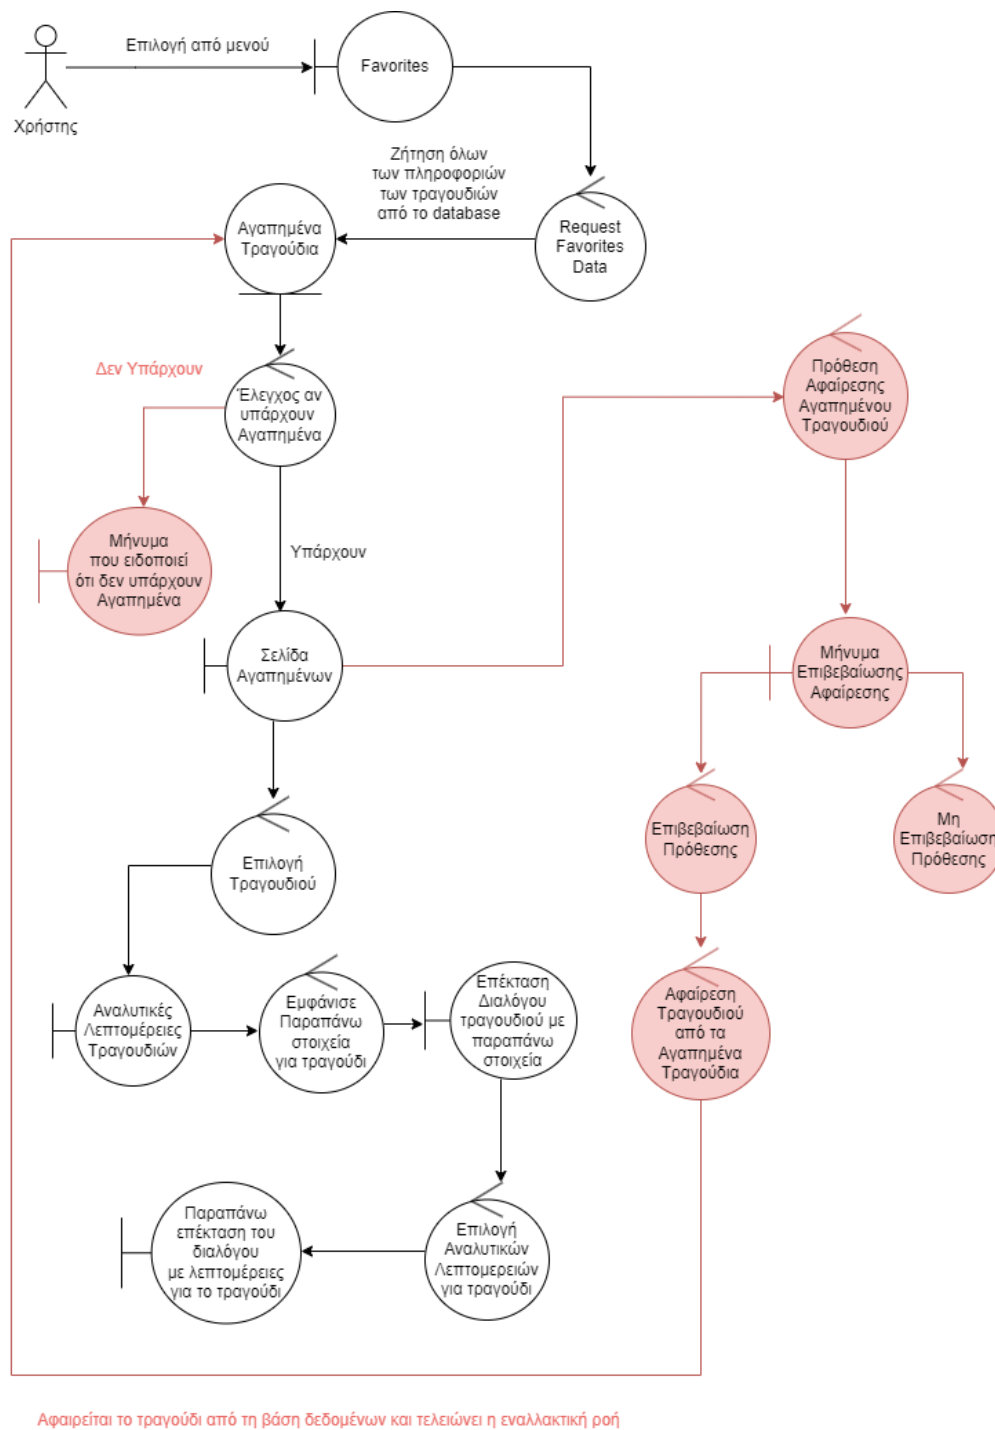 Επιλογή από μενού
Favorites
Χρήστης
Ζήτηση όλων
των πληροφοριών
των τραγουδιών
από το database
Αγαπημένα
Τραγούδια
Request
Favorites
Data
Δεν Υπάρχουν
Έλεγχος αν
υπάρχουν
Αγαπημένα
Πρόθεση
Αφαίρεσης
Αγαπημένου
Τραγουδιού
Μήνυμα
που ειδοποιεί
ότι δεν υπάρχουν
Αγαπημένα
Υπάρχουν
Σελίδα
Αγαπημένων
Μήνυμα
Επιβεβαίωσης
Αφαίρεσης
Επιβεβαίωση
Πρόθεσης
Μη
Επιβεβαίωση
Πρόθεσης
Επιλογή
Τραγουδιού
Αναλυτικές
Λεπτομέρειες
Τραγουδιών
Εμφάνισε
Παραπάνω
στοιχεία
για τραγούδι
Επέκταση
Διαλόγου
τραγουδιού με
παραπάνω
στοιχεία
Αφαίρεση
Τραγουδιού
από τα
Αγαπημένα
Τραγούδια
Παραπάνω
επέκταση του
διαλόγου
με λεπτομέρειες
για το τραγούδι
Επιλογή
Αναλυτικών
Λεπτομερειών
για τραγούδι
Αφαιρείται το τραγούδι από τη βάση δεδομένων και τελειώνει η εναλλακτική ροή